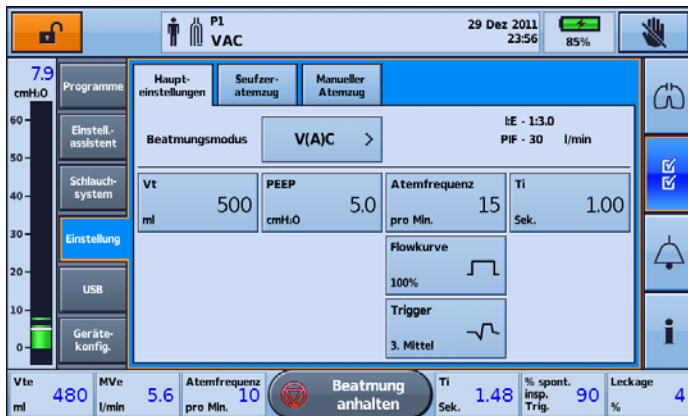 P1
VAC
29 Dez 2011
23:56
85%
7.9
cmH₂O
60
50
40
30
20
10
0
Programme
Einstell.-
assistent
Schlauch-
system
Einstellung
USB
Geräte-
konfig.
Haupt-
einstellungen
Seufzer-
atemzug
Manueller
Atemzug
Beatmungsmodus
V(A)C >
I:E - 1:3.0
PIF - 30 l/min
Vt
500
ml
PEEP
5.0
cmH₂O
Atemfrequenz
15
pro Min.
Ti
1.00
Sek.
Flowkurve
100%
Trigger
3. Mittel
Vte
480
ml
MVe
5.6
l/min
Atemfrequenz
10
pro Min.
Beatmung
anhalten
Ti
1.48
Sek.
% spont.
insp.
Trig.
90
Leckage
4
%